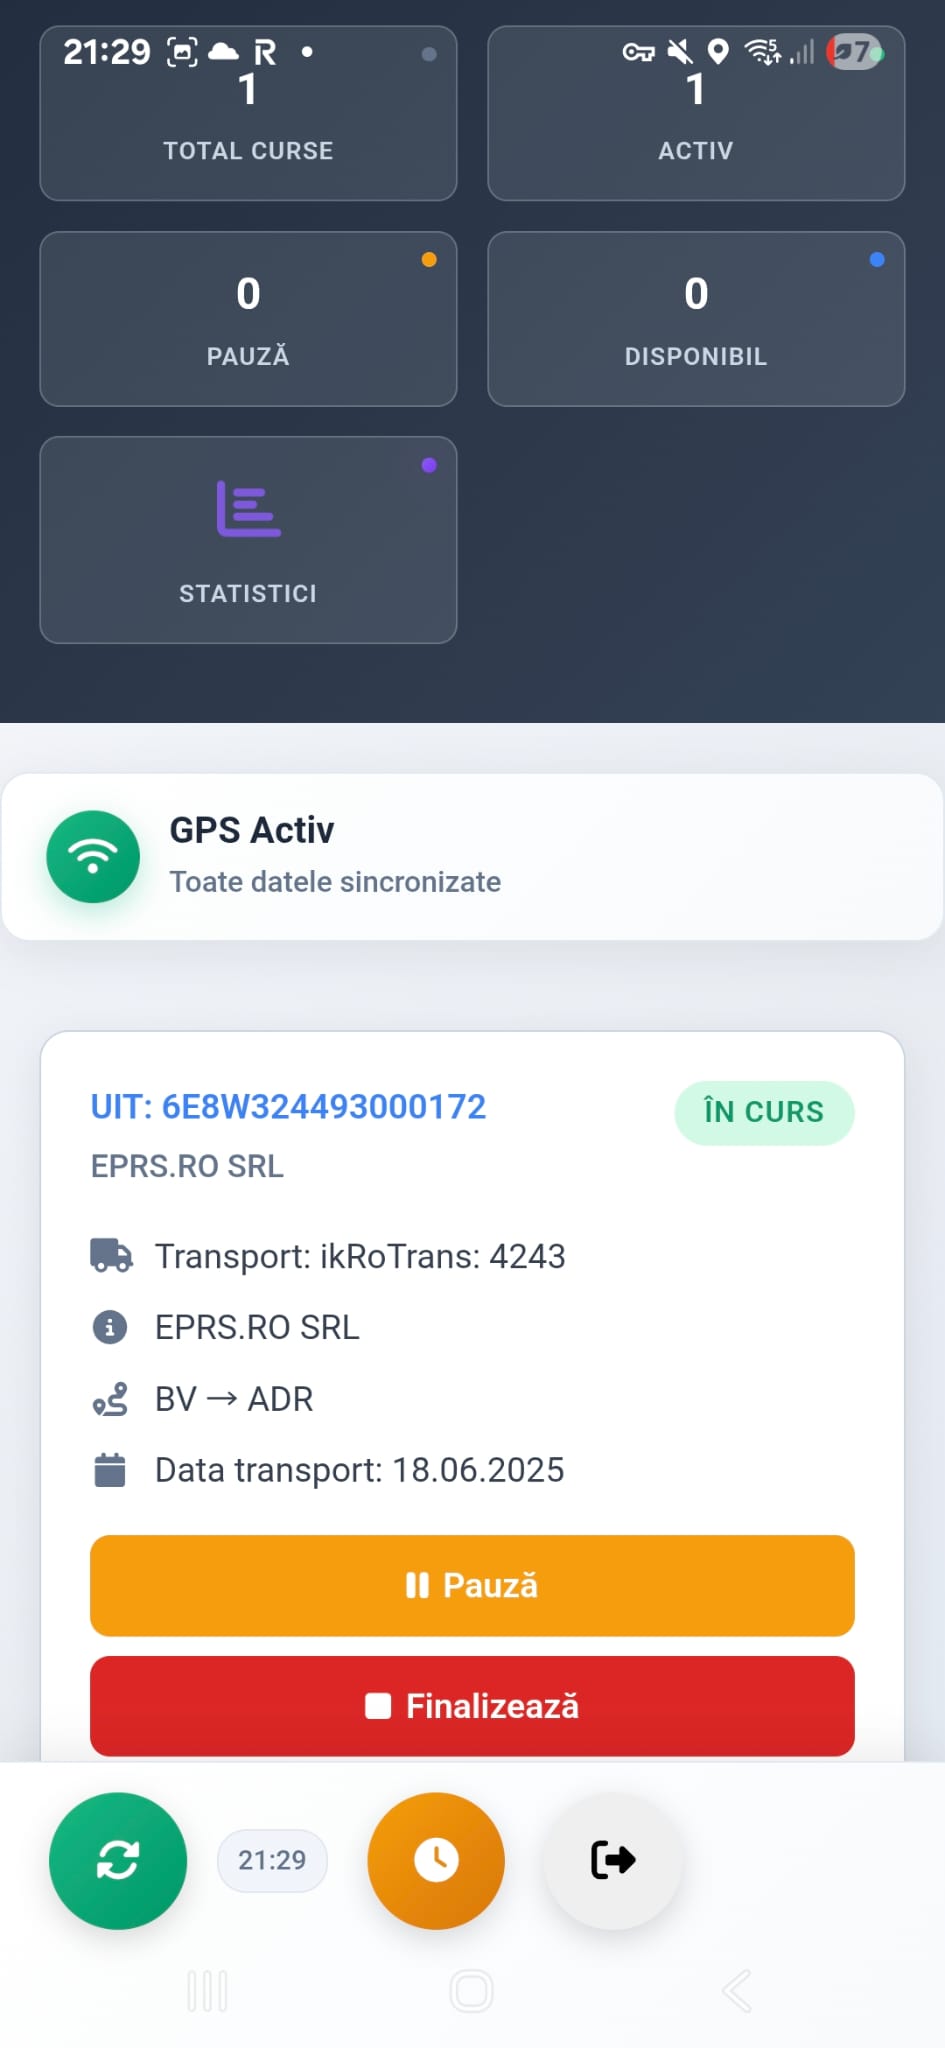 21:29
7
1
TOTAL CURSE
1
ACTIV
0
PAUZĂ
0
DISPONIBIL
STATISTICI
GPS Activ
Toate datele sincronizate
UIT: 6E8W324493000172
ÎN CURS
EPRS.RO SRL
Transport: ikRoTrans: 4243
EPRS.RO SRL
BV → ADR
Data transport: 18.06.2025
Pauză
Finalizează
21:29